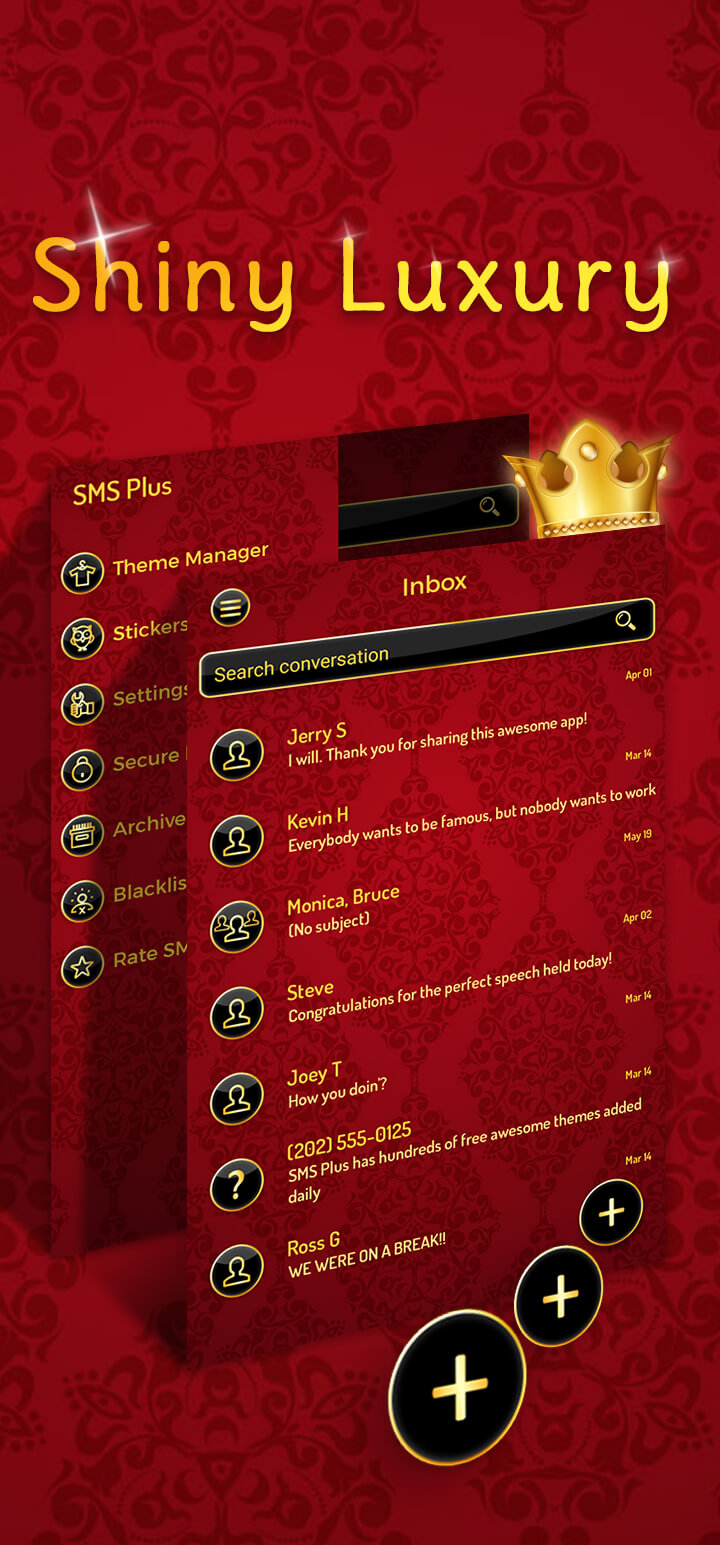 Shiny Luxury
SMS Plus
Theme Manager
Stickers
Settings
Secure
Archive
Blacklis
Rate SM
Inbox
Search conversation
Apr 01
Jerry S
I will. Thank you for sharing this awesome app!
Mar 14
Kevin H
Everybody wants to be famous, but nobody wants to work
May 19
Monica, Bruce
(No subject)
Apr 02
Steve
Congratulations for the perfect speech held today!
Mar 14
Joey T
How you doin'?
Mar 14
(202) 555-0125
SMS Plus has hundreds of free awesome themes added
daily
Mar 14
Ross G
WE WERE ON A BREAK!!